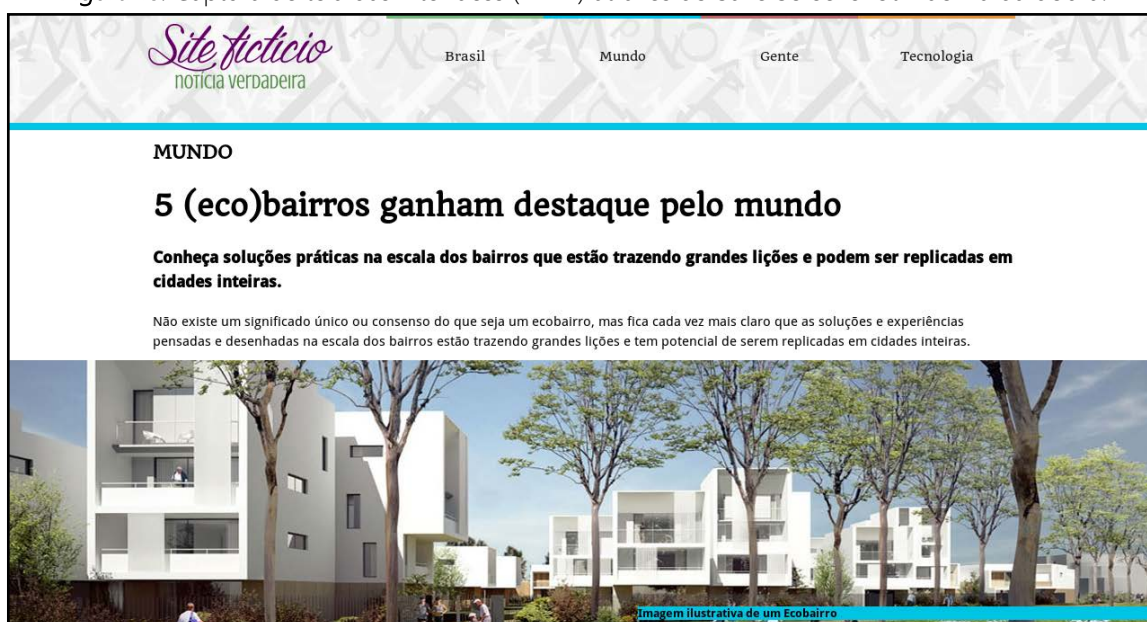 Site fictício
notícia verdadeira
Brasil
Mundo
Gente
Tecnologia
MUNDO
5 (eco)bairros ganham destaque pelo mundo
Conheça soluções práticas na escala dos bairros que estão trazendo grandes lições e podem ser replicadas em
cidades inteiras.
Não existe um significado único ou consenso do que seja um ecobairro, mas fica cada vez mais claro que as soluções e experiências
pensadas e desenhadas na escala dos bairros estão trazendo grandes lições e tem potencial de serem replicadas em cidades inteiras.
Imagem ilustrativa de um Ecobairro